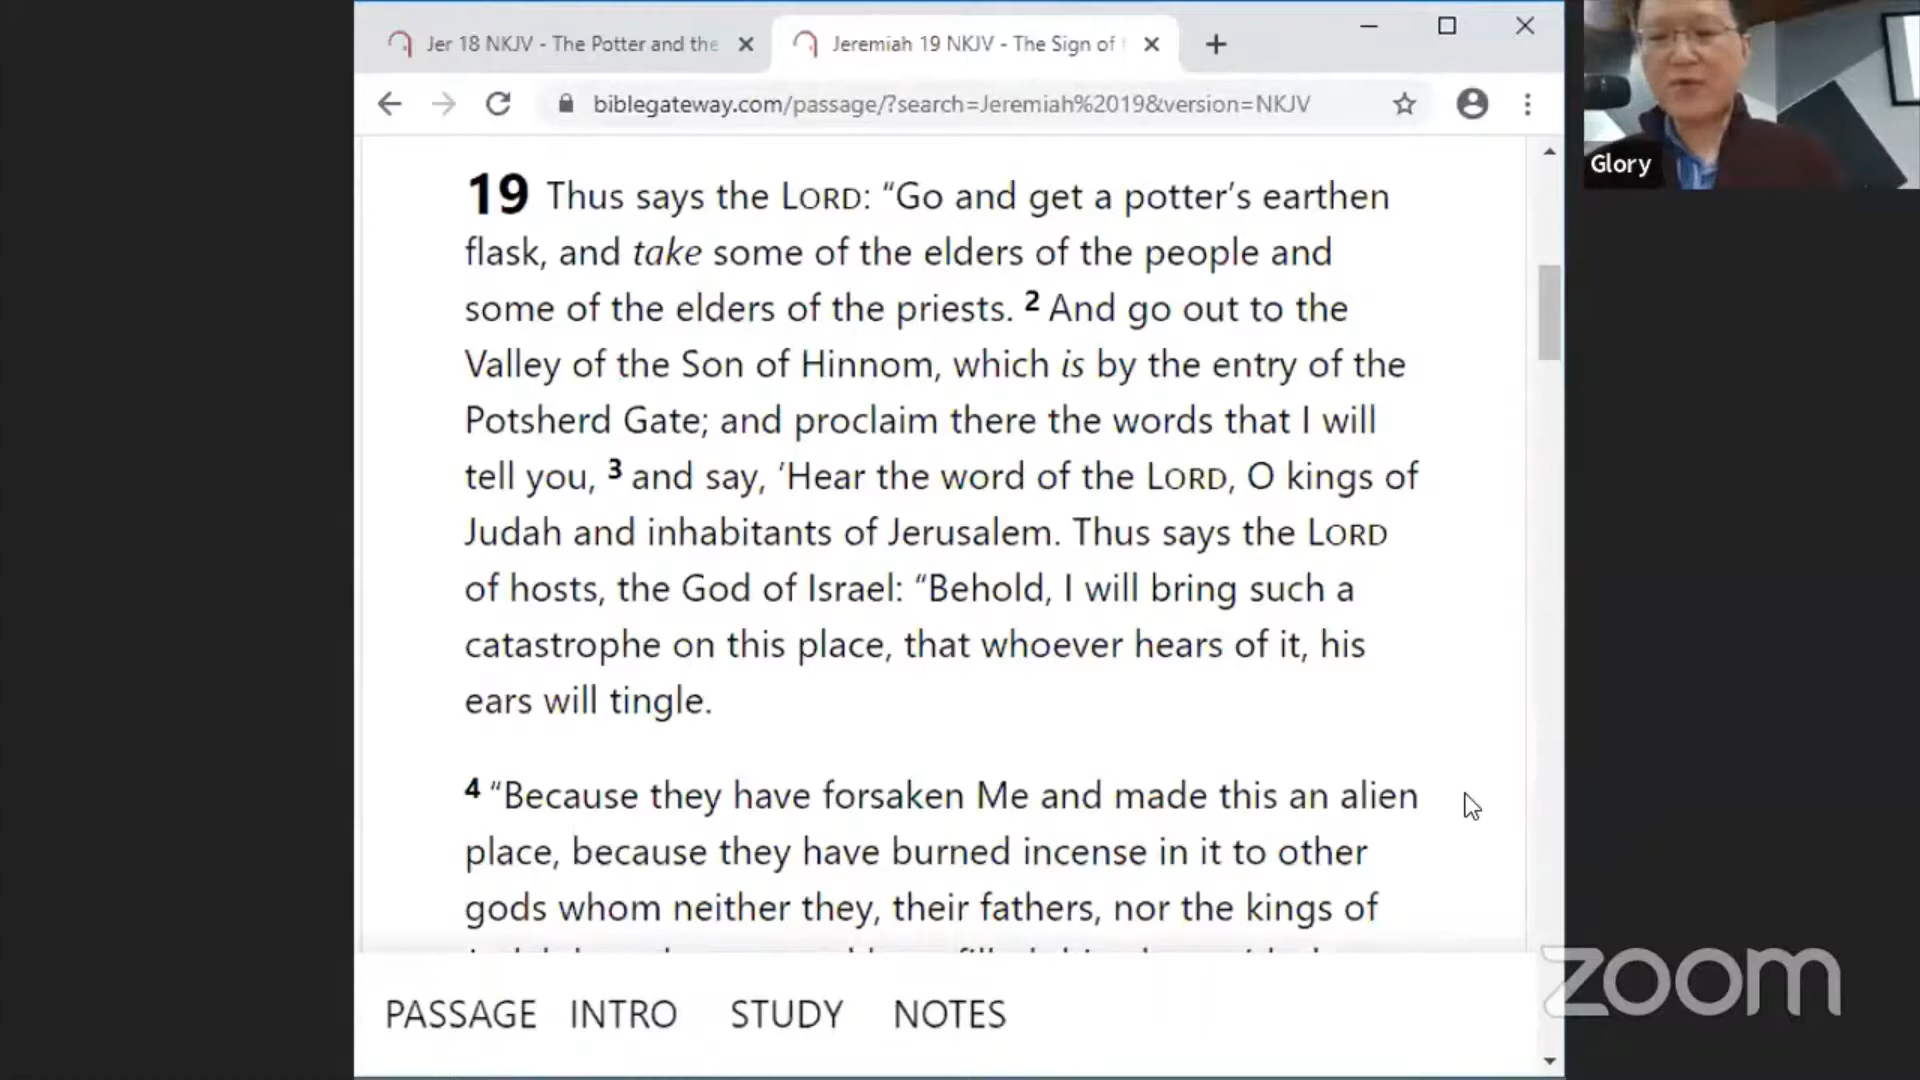 Jer 18 NKJV - The Potter and the
Jeremiah 19 NKJV - The Sign of
biblegateway.com/passage/?search=Jeremiah%2019&version=NKJV
Glory
19 Thus says the LORD: “Go and get a potter’s earthen
flask, and take some of the elders of the people and
some of the elders of the priests. 2 And go out to the
Valley of the Son of Hinnom, which is by the entry of the
Potsherd Gate; and proclaim there the words that I will
tell you, 3 and say, ‘Hear the word of the LORD, O kings of
Judah and inhabitants of Jerusalem. Thus says the LORD
of hosts, the God of Israel: “Behold, I will bring such a
catastrophe on this place, that whoever hears of it, his
ears will tingle.
4 “Because they have forsaken Me and made this an alien
place, because they have burned incense in it to other
gods whom neither they, their fathers, nor the kings of
PASSAGE INTRO STUDY NOTES
zoom